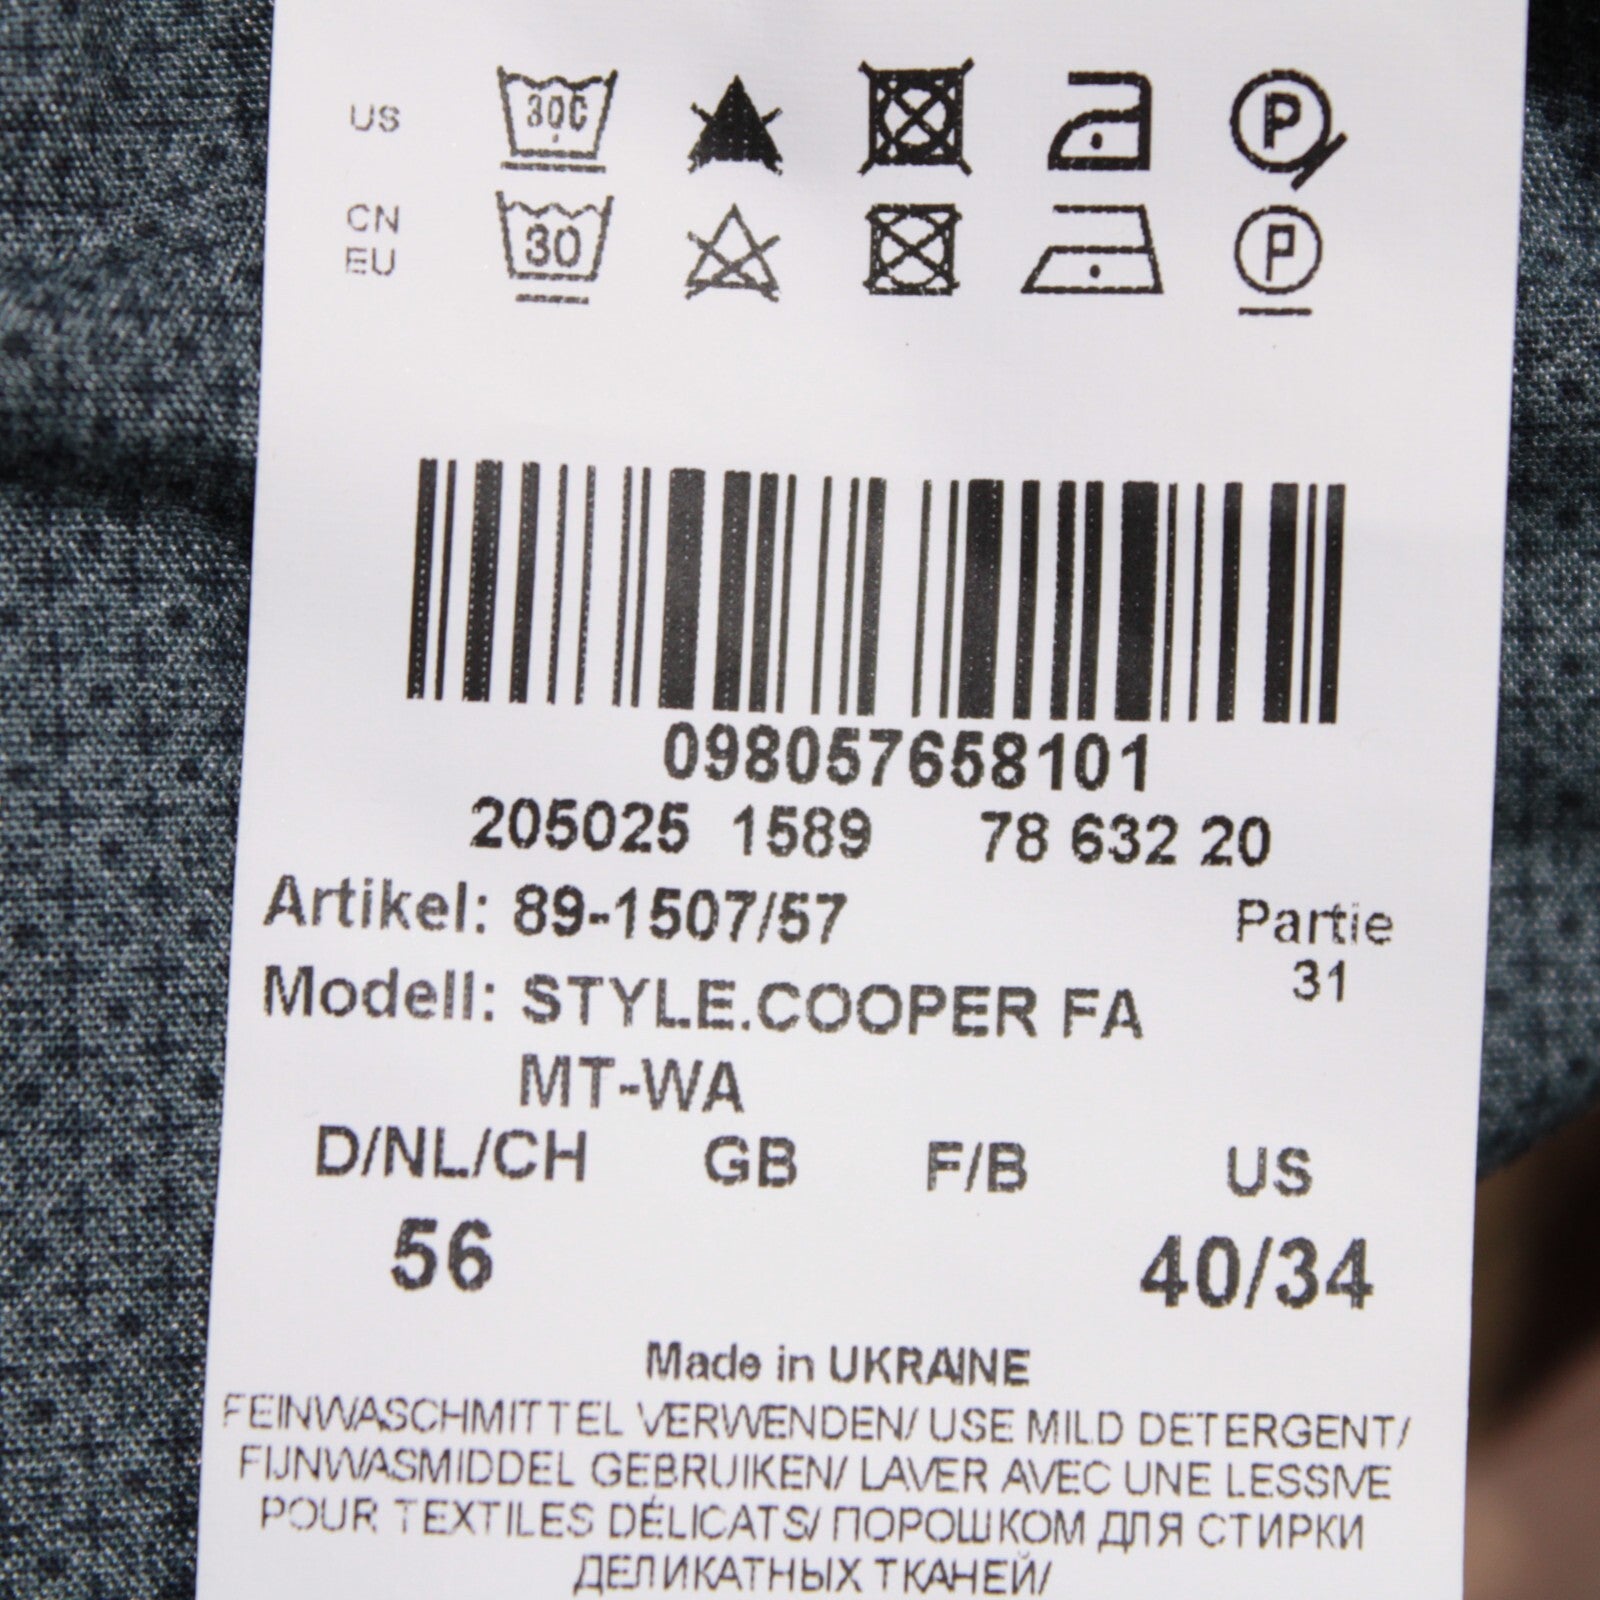 US 30C P
CN
EU 30 P
098057658101
205025 1589 78 632 20
Artikel: 89-1507/57 Partie
31
Modell: STYLE.COOPER FA
MT-WA
D/NL/CH GB F/B US
56 40/34
Made in UKRAINE
FEINWASCHMITTEL VERWENDEN/ USE MILD DETERGENT/
FIJNWASMIDDEL GEBRUIKEN/ LAVER AVEC UNE LESSIVE
POUR TEXTILES DÉLICATS/ ПОРОШКОМ ДЛЯ СТИРКИ
ДЕЛИКАТНЫХ ТКАНЕЙ/